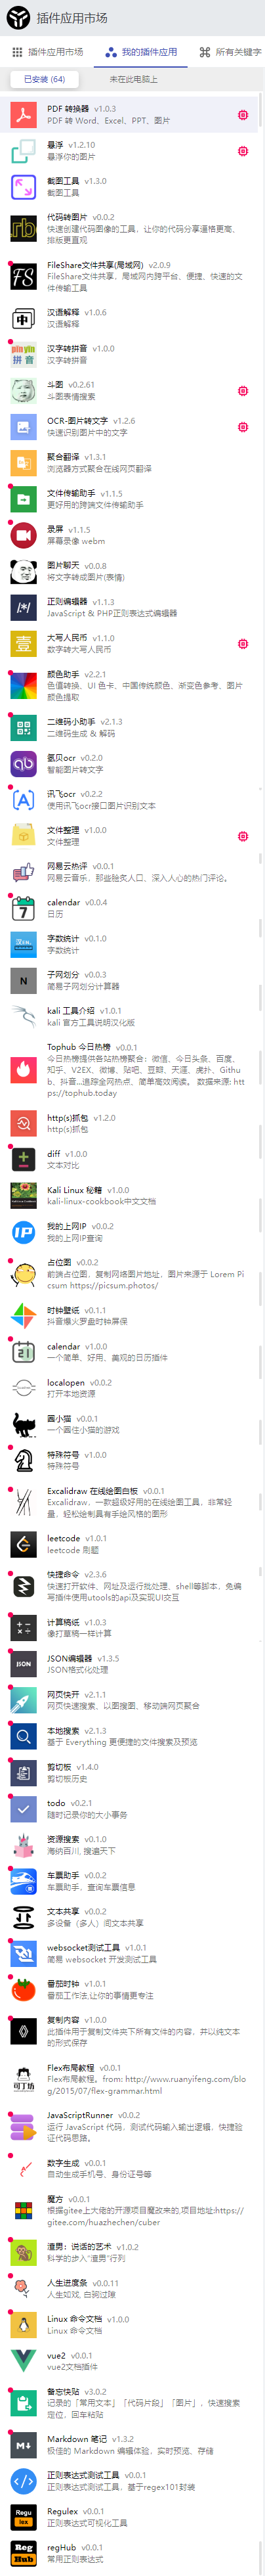 插件应用市场
插件应用市场
我的插件应用
所有关键字
已安装 (64)
未在此电脑上
PDF 转换器 v1.0.3
PDF 转 Word、Excel、PPT、图片
悬浮 v1.2.10
悬浮你的图片
截图工具 v1.3.0
截图工具
代码转图片 v0.0.2
快速创建代码图像的工具，让你的代码分享逼格更高、
排版更直观
FileShare文件共享(局域网) v2.0.9
FileShare文件共享，局域网内跨平台、便捷、快速的文
件传输工具
汉语解释 v1.0.6
汉语解释
pin yin
拼 音
汉字转拼音 v1.0.0
汉字转拼音
斗图 v0.2.61
斗图表情搜索
OCR-图片转文字 v1.2.6
快速识别图片中的文字
聚合翻译 v1.3.1
浏览器方式聚合在线网页翻译
文件传输助手 v1.1.5
更好用的跨端文件传输助手
录屏 v1.1.5
屏幕录像 webm
图片聊天 v0.0.8
将文字转成图片(表情)
正则编辑器 v1.1.3
JavaScript & PHP正则表达式编辑器
大写人民币 v1.1.0
数字转大写人民币
颜色助手 v2.2.1
色值转换、UI 色卡、中国传统颜色、渐变色参考、图片
颜色提取
二维码小助手 v2.1.3
二维码生成 & 解码
氨贝ocr v0.2.0
智能图片转文字
讯飞ocr v0.2.2
使用讯飞ocr接口图片识别文本
文件整理 v1.0.0
文件整理
网易云热评 v0.0.1
网易云音乐，那些脍炙人口、深入人心的热门评论。
calendar v0.0.4
日历
字数统计 v0.1.0
字数统计
子网划分 v0.0.3
简易子网划分计算器
kali 工具介绍 v1.0.1
kali 官方工具说明汉化版
Tophub 今日热榜 v0.0.1
今日热榜提供各站热榜聚合：微信、今日头条、百度、
知乎、V2EX、微博、贴吧、豆瓣、天涯、虎扑、Githu
b、抖音...追踪全网热点、简单高效阅读。 数据来源: htt
ps://tophub.today
http(s)抓包 v1.2.0
http(s)抓包
diff v1.0.0
文本对比
Kali Linux 秘籍 v1.0.0
kali-linux-cookbook中文文档
IP
我的上网IP v0.0.2
我的上网IP查询
占位图 v0.0.2
前端占位图，复制网络图片地址，图片来源于 Lorem Pi
csum https://picsum.photos/
时钟壁纸 v0.1.1
抖音爆火罗盘时钟屏保
calendar v1.0.0
一个简单、好用、美观的日历插件
localopen v0.0.2
打开本地资源
画小猫 v0.0.1
一个画住小猫的游戏
特殊符号 v1.0.0
特殊符号
Excalidraw 在线绘图白板 v0.0.1
Excalidraw，一款超级好用的在线绘图工具，非常轻
量，轻松绘制具有手绘风格的图形
leetcode v1.0.1
leetcode 刷题
快捷命令 v2.3.6
快速打开软件、网址及运行批处理、shell等脚本，免编
写插件使用utools的api及实现UI交互
计算稿纸 v1.0.3
像打草稿一样计算
JSON
JSON编辑器 v1.3.5
JSON格式化处理
网页快开 v2.1.1
网页快速搜索、以图搜图、移动端网页聚合
本地搜索 v2.1.3
基于 Everything 更便捷的文件搜索及预览
剪切板 v1.4.0
剪切板历史
todo v0.2.1
随时记录你的大小事务
资源搜索 v0.1.0
海纳百川, 搜遍天下
车票助手 v0.0.2
车票助手，查询车票信息
文本共享 v0.0.2
多设备（多人）间文本共享
websocket测试工具 v1.0.1
简易 websocket 开发测试工具
番茄时钟 v1.0.1
番茄工作法,让你的事情更专注
复制内容 v1.0.0
此插件用于复制文件夹下所有文件的内容，并以纯文本
的形式保存
可丁坊
Flex布局教程 v0.0.1
Flex布局教程。from: http://www.ruanyifeng.com/blo
g/2015/07/flex-grammar.html
JavaScriptRunner v0.0.2
运行 JavaScript 代码，测试代码输入输出逻辑，快捷验
证代码思路。
数字生成 v0.0.1
自动生成手机号、身份证号等
魔方 v0.0.1
根据gitee上大佬的开源项目魔改来的,项目地址:https://
gitee.com/huazhechen/cuber
渣男：说话的艺术 v1.0.2
科学的步入“渣男”行列
人生进度条 v0.0.11
人生如戏, 白驹过隙
Linux 命令文档 v1.0.0
Linux 命令文档
vue2 v0.0.1
vue2文档插件
备忘快贴 v3.0.2
记录的「常用文本」「代码片段」「图片」，快速搜索
定位，回车粘贴
Markdown 笔记 v1.3.2
极佳的 Markdown 编辑体验，实时预览、存储
正则表达式测试工具 v0.0.1
正则表达式测试，基于regex101封装
Regu
lex
Regulex v0.0.1
正则表达式可视化工具
Reg
Hub
regHub v0.0.1
常用正则表达式